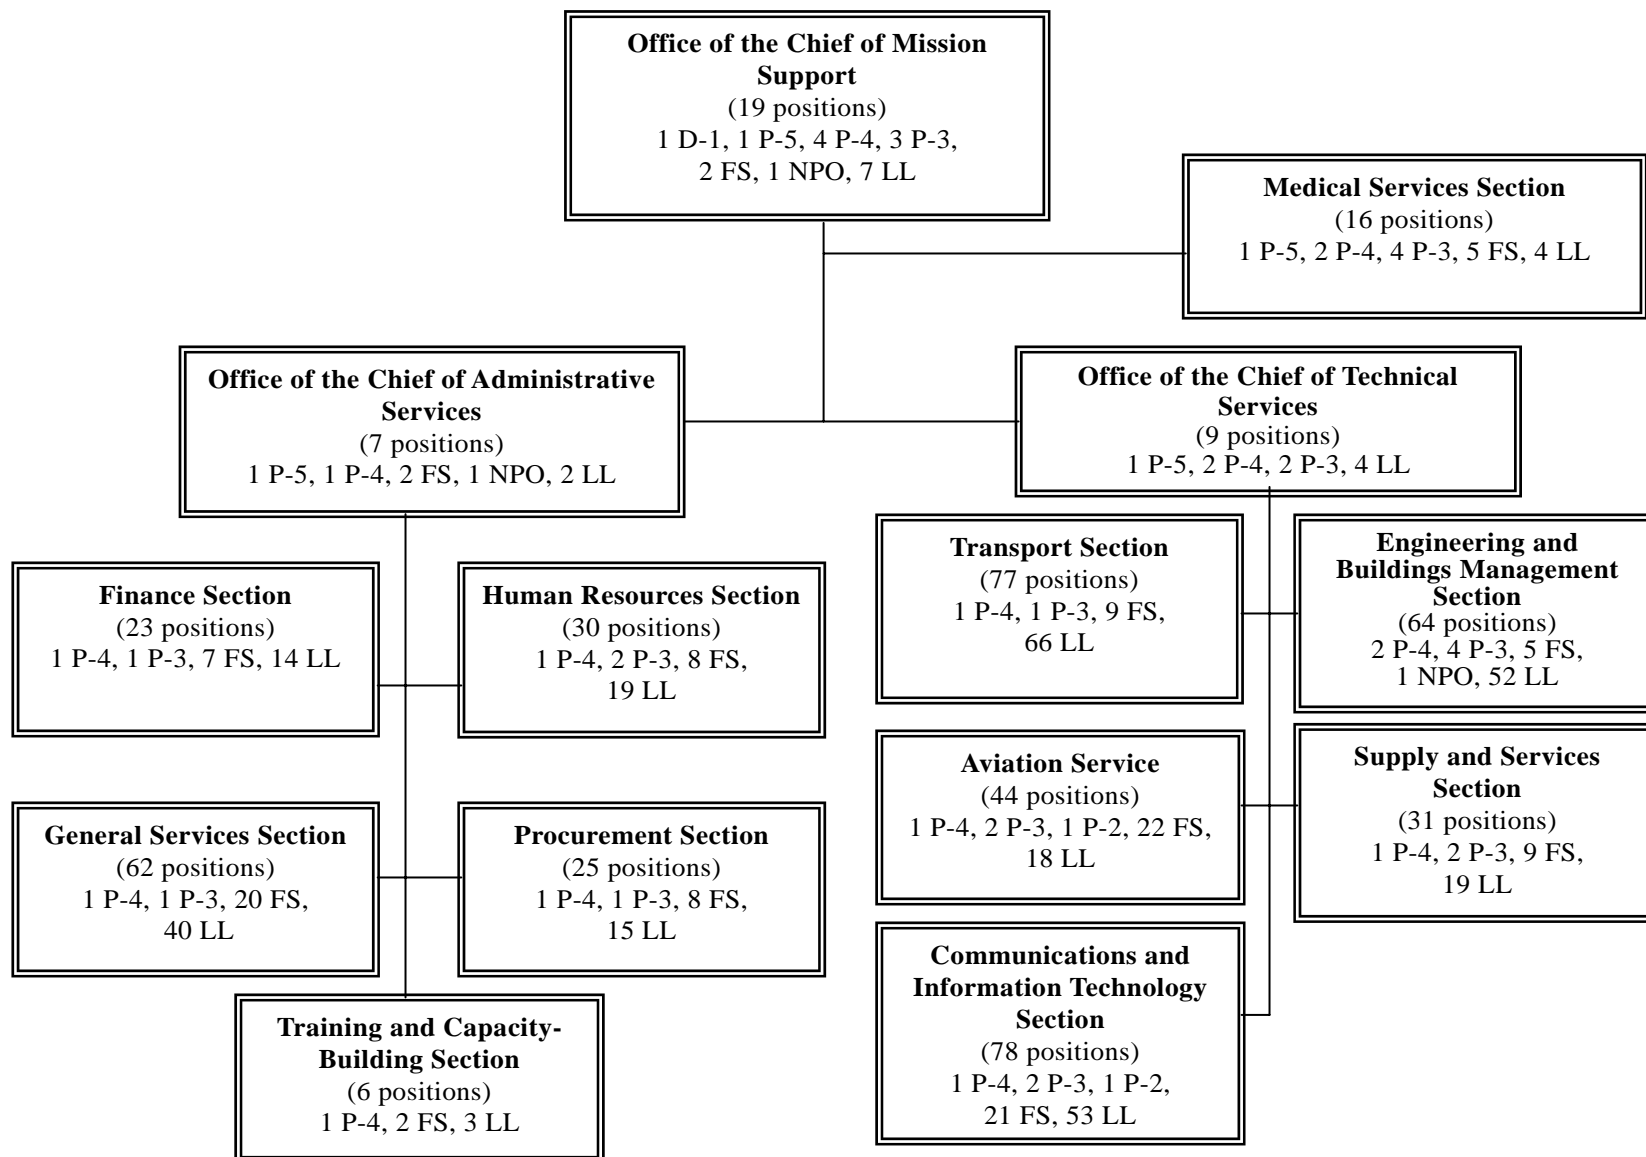 Office of the Chief of Mission
Support
(19 positions)
1 D-1, 1 P-5, 4 P-4, 3 P-3,
2 FS, 1 NPO, 7 LL
Medical Services Section
(16 positions)
1 P-5, 2 P-4, 4 P-3, 5 FS, 4 LL
Office of the Chief of Administrative
Services
(7 positions)
1 P-5, 1 P-4, 2 FS, 1 NPO, 2 LL
Office of the Chief of Technical
Services
(9 positions)
1 P-5, 2 P-4, 2 P-3, 4 LL
Finance Section
(23 positions)
1 P-4, 1 P-3, 7 FS, 14 LL
Human Resources Section
(30 positions)
1 P-4, 2 P-3, 8 FS,
19 LL
General Services Section
(62 positions)
1 P-4, 1 P-3, 20 FS,
40 LL
Procurement Section
(25 positions)
1 P-4, 1 P-3, 8 FS,
15 LL
Training and Capacity-
Building Section
(6 positions)
1 P-4, 2 FS, 3 LL
Transport Section
(77 positions)
1 P-4, 1 P-3, 9 FS,
66 LL
Engineering and
Buildings Management
Section
(64 positions)
2 P-4, 4 P-3, 5 FS,
1 NPO, 52 LL
Aviation Service
(44 positions)
1 P-4, 2 P-3, 1 P-2, 22 FS,
18 LL
Supply and Services
Section
(31 positions)
1 P-4, 2 P-3, 9 FS,
19 LL
Communications and
Information Technology
Section
(78 positions)
1 P-4, 2 P-3, 1 P-2,
21 FS, 53 LL